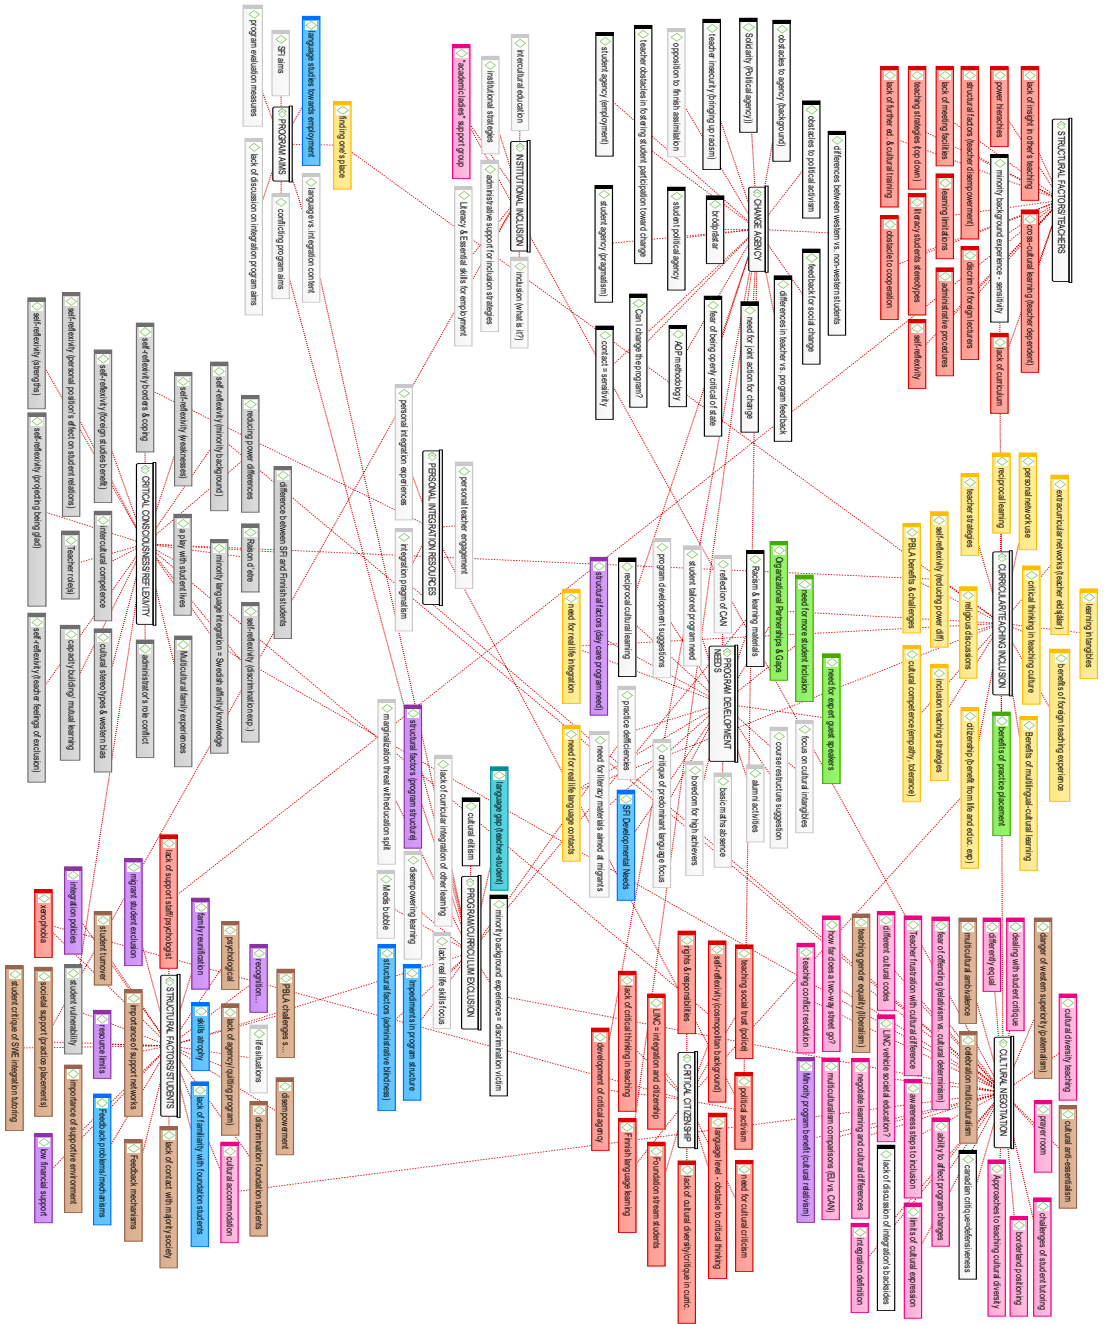 STRUCTURAL FACTORS/TEACHERS
lack of insight in other's teaching
power hierachies
structural factors (teacher disempowerment)
lack of meeting facilities
teaching strategies (top down)
lack of further ed. & cultural training
minority background experience - sensitivity
cross-cultural learning (teacher dependent)
discrim of foreign lecturers
learning limitations
literacy students stereotypes
obstacle to cooperation
administrative procedures
self-reflexivity
lack of curriculum
CHANGE AGENCY
obstacles to agency (background)
Solidarity (Political agency)
teacher insecurity (bringing up racism)
opposition to finnish assimilation
teacher obstacles in fostering student participation toward change
student agency (employment)
obstacles to political activism
differences between western vs. non-western students
feedback for social change
differences in teacher vs. program feedback
need for joint action for change
fear of being openly critical of state
AOP methodology
Can I change the program?
contact = sensitivity
student agency (pragmatism)
student political agency
INSTITUTIONAL INCLUSION
intercultural education
institutional strategies
"academic ladies" support group
administrative support for inclusion strategies
Literacy & Essential skills for employment
inclusion (what is it?)
PROGRAM AIMS
finding one's place
language studies towards employment
SFI aims
program evaluation measures
lack of discussion on integration program aims
conflicting program aims
language vs. integration content
CURRICULAR/TEACHING INCLUSION
learning intangibles
personal network use
reciprocal learning
teacher strategies
self-reflexivity (reducing power diff)
PBLA benefits & challenges
critical thinking in teaching culture
religious discussions
benefits of foreign teaching experience
Benefits of multilingual-cultural learning
benefits of practice placement
citizenship (benefit from life and educ. exp)
inclusion teaching strategies
cultural competence (empathy, tolerance)
PROGRAM DEVELOPMENT
NEEDS
need for expert guest speakers
need for more student inclusion
Organizational Partnerships & Gaps
Racism & learning materials
reflection of CAN
student tailored program need
program development suggestions
reciprocal cultural learning
structural factors (day care program need)
need for real life integration
focus on cultural intangibles
course restructure suggestion
alumni activities
basic maths absence
boredom for high achievers
critique of predominant language focus
SFI Developmental Needs
need for literacy materials aimed at migrants
practice deficiencies
need for real life language contacts
PERSONAL INTEGRATION RESOURCES
personal teacher engagement
personal integration experiences
integration pragmatism
CRITICAL CONSCIOUSNESS/REFLEXIVITY
difference between SFI and Finnish students
reducing power differences
self-reflexivity (minority background)
self-reflexivity (weaknesses)
self-reflexivity borders & coping
self-reflexivity (foreign studies benefit)
self-reflexivity (personal position's effect on student relations)
self-reflexivity (strengths)
self-reflexivity (projecting being glad)
Raison d'etre
self-reflexivity (discrimination exp.)
minority language integration = Swedish affinity/knowledge
a play with student lives
Multicultural family experiences
administrator's role conflict
intercultural competence
cultural stereotypes & western bias
Teacher role(s)
capacity building/ mutual learning
self-reflexivity (teacher feelings of exclusion)
PROGRAM/CURRICULUM EXCLUSION
language gap (teacher-student)
cultural elitism
lack of curricular integration of other learning
structural factors (program structure)
marginalization threat with education split
minority background experience = discrimination victim
lack real life skills focus
disempowering learning
Impediments in program structure
Media bubble
structural factors (administrative blindness)
CULTURAL NEGOTIATION
cultural diversity teaching
danger of western superiority (paternalism)
dealing with student critique
differently equal
multicultural ambivalence
fear of offending (relativism vs. cultural determinism)
Teacher frustration with cultural difference
different cultural codes
teaching gender equality (liberalism)
how far does a two-way street go?
teaching conflict resolution
cultural anti-essentialism
prayer room
challenges of student tutoring
borderland positioning
Approaches to teaching cultural diversity
canadian critique=defensiveness
celebration multiculturalism
ability to affect program changes
awareness steps to inclusion
limits of cultural expression
LINC vehicle social education?
lack of discussion of integration's backsides
negotiate learning and cultural differences
integration definition
multiculturalism comparisons (EU vs. CAN)
Minority program benefit (cultural relativism)
CRITICAL CITIZENSHIP
teaching social trust (police)
self-reflexivity (cosmopolitan background)
rights & responsibilities
LINC = integration and citizenship
lack of critical thinking in teaching
development of critical agency
political activism
need for cultural criticism
language level - obstacle to critical thinking
lack of cultural diversity/critique in curric.
Foundation stream students
Finnish language learning
STRUCTURAL FACTORS/STUDENTS
PBLA challenges s...
recognition...
psychological
family reunification
lack of support staff/psychologist
migrant student exclusion
student turnover
integration policies
xenophobia
life situations
disempowerment
lack of agency (quitting program)
discrimination foundation students
skills atrophy
lack of familiarity with foundation students
cultural accommodation
importance of support networks
lack of contact with majority society
Feedback mechanisms
resource limits
Feedback problems/mechanisms
student vulnerability
importance of supportive environment
societal support (practice placements)
low financial support
student critique of SWE integration tutoring